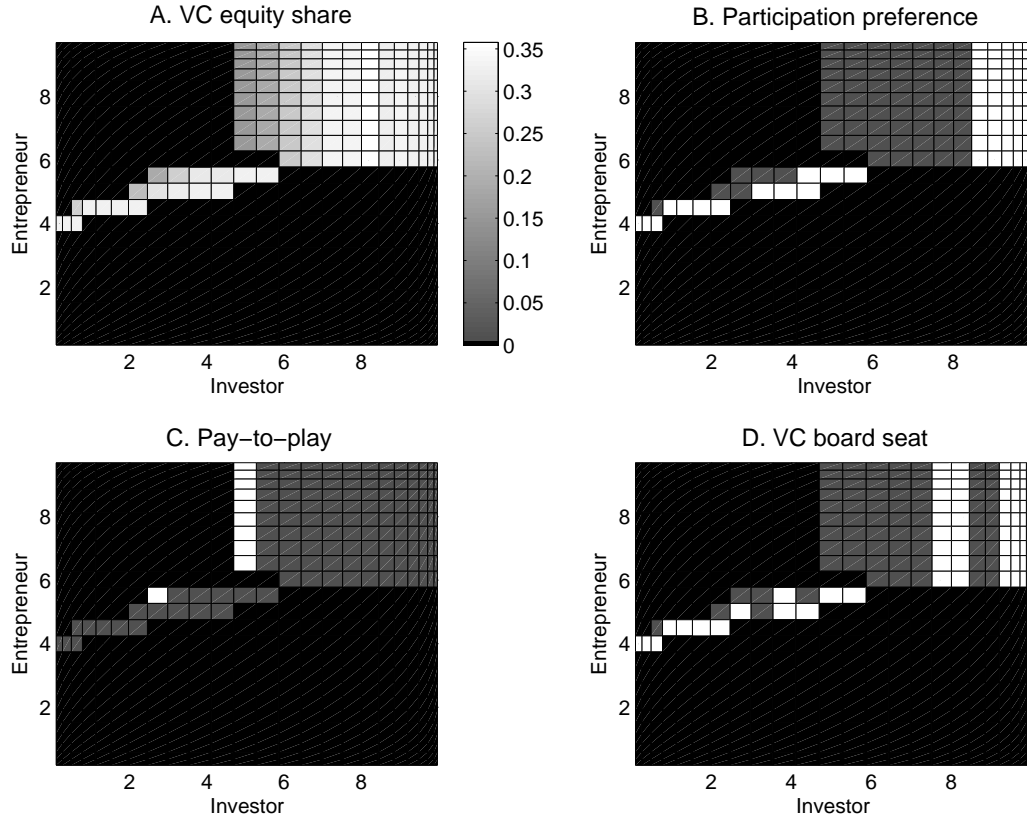 A. VC equity share
Entrepreneur
8
6
4
2
2 4 6 8
Investor
0.35
0.3
0.25
0.2
0.15
0.1
0.05
0
B. Participation preference
Entrepreneur
8
6
4
2
2 4 6 8
Investor
C. Pay−to−play
Entrepreneur
8
6
4
2
2 4 6 8
Investor
D. VC board seat
Entrepreneur
8
6
4
2
2 4 6 8
Investor